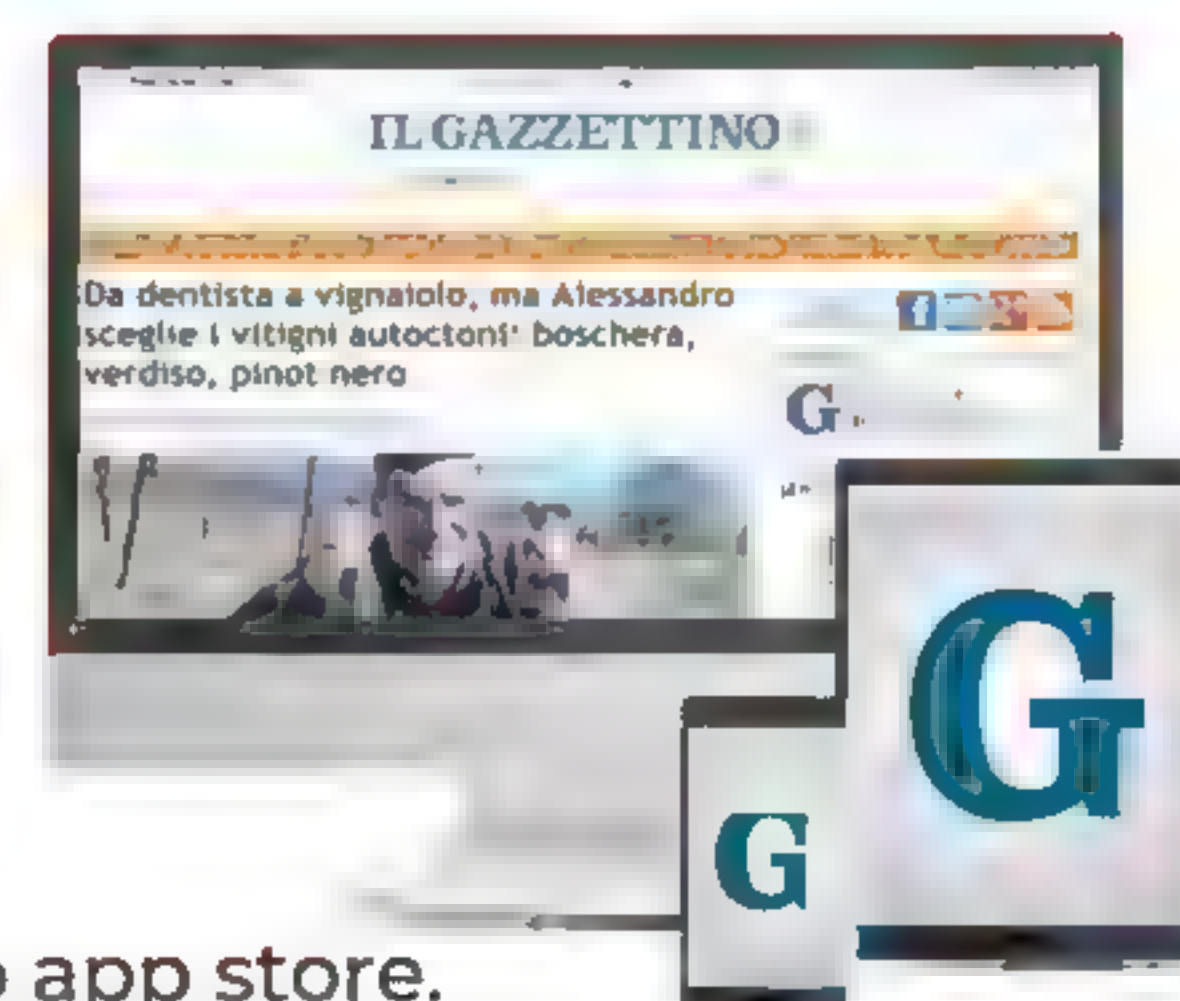 IL GAZZETTINO
Da dentista a vignaiolo, ma Alessandro
sceglie i vitigni autoctoni: boschera,
verdiso, pinot nero
f
G
G
G
app store.